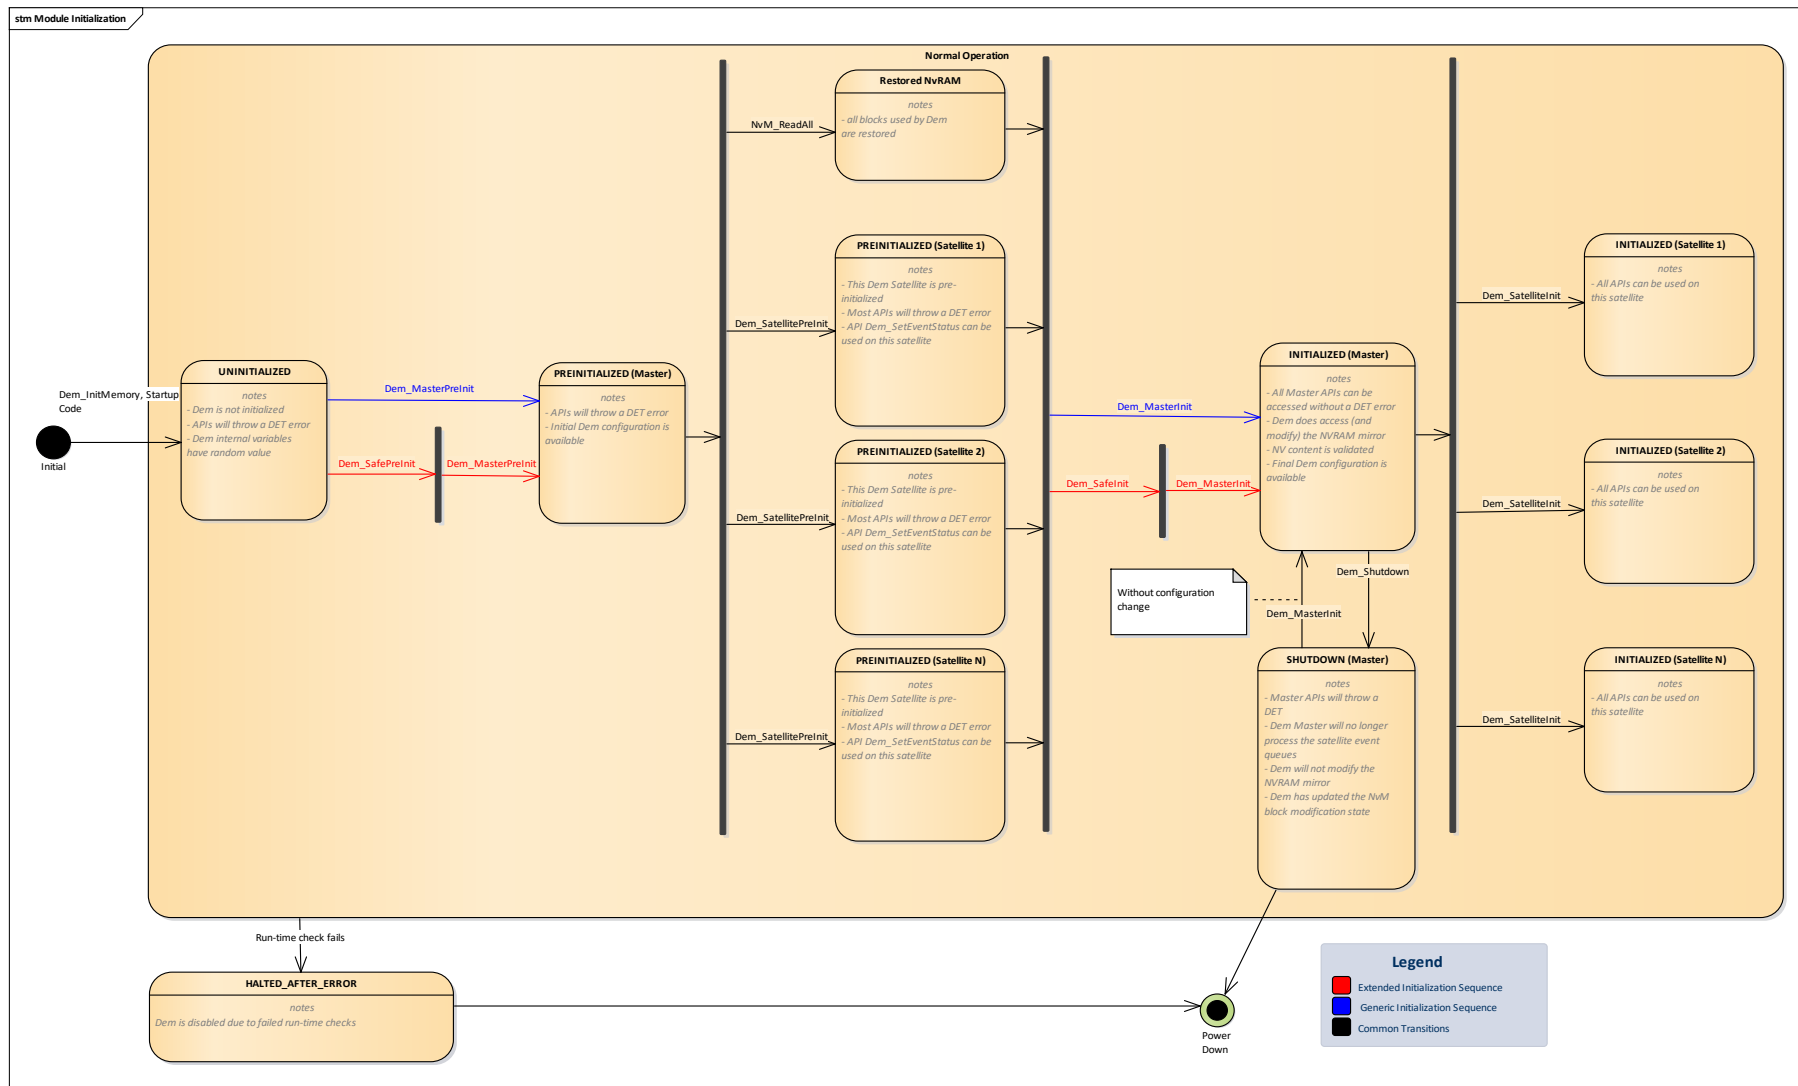 stm Module Initialization
Normal Operation
Restored NvRAM
notes
- all blocks used by Dem
are restored
NvM_ReadAll
PREINITIALIZED (Satellite 1)
notes
- This Dem Satellite is pre-
initialized
- Most APIs will throw a DET error
- API Dem_SetEventStatus can be
used on this satellite
Dem_SatellitePreInit
INITIALIZED (Satellite 1)
notes
- All APIs can be used on
this satellite
Dem_SatelliteInit
Dem_InitMemory, Startup
Code
Initial
UNINITIALIZED
notes
- Dem is not initialized
- APIs will throw a DET error
- Dem internal variables
have random value
Dem_MasterPreInit
Dem_SafePreInit
Dem_MasterPreInit
PREINITIALIZED (Master)
notes
- APIs will throw a DET error
- Initial Dem configuration is
available
PREINITIALIZED (Satellite 2)
notes
- This Dem Satellite is pre-
initialized
- Most APIs will throw a DET error
- API Dem_SetEventStatus can be
used on this satellite
Dem_SatellitePreInit
Dem_MasterInit
Dem_SafeInit
Dem_MasterInit
INITIALIZED (Master)
notes
- All Master APIs can be
accessed without a DET error
- Dem does access (and
modify) the NVRAM mirror
- NV content is validated
- Final Dem configuration is
available
INITIALIZED (Satellite 2)
notes
- All APIs can be used on
this satellite
Dem_SatelliteInit
Without configuration
change
Dem_Shutdown
Dem_MasterInit
PREINITIALIZED (Satellite N)
notes
- This Dem Satellite is pre-
initialized
- Most APIs will throw a DET error
- API Dem_SetEventStatus can be
used on this satellite
Dem_SatellitePreInit
SHUTDOWN (Master)
notes
- Master APIs will throw a
DET
- Dem Master will no longer
process the satellite event
queues
- Dem will not modify the
NVRAM mirror
- Dem has updated the NvM
block modification state
INITIALIZED (Satellite N)
notes
- All APIs can be used on
this satellite
Dem_SatelliteInit
Run-time check fails
HALTED_AFTER_ERROR
notes
Dem is disabled due to failed run-time checks
Power
Down
Legend
Extended Initialization Sequence
Generic Initialization Sequence
Common Transitions